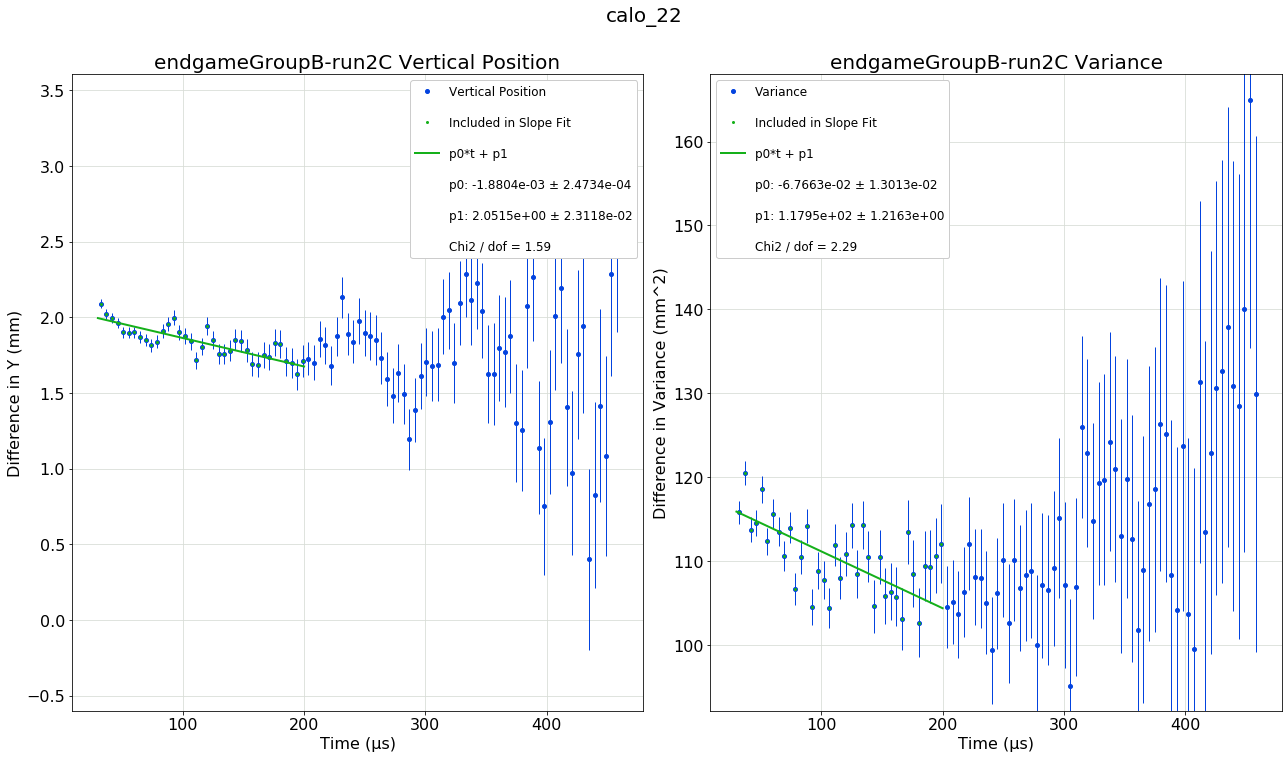 calo_22
endgameGroupB-run2C Vertical Position
Difference in Y (mm)
3.5
3.0
2.5
2.0
1.5
1.0
0.5
0.0
−0.5
Vertical Position
Included in Slope Fit
p0*t + p1
p0: -1.8804e-03 ± 2.4734e-04
p1: 2.0515e+00 ± 2.3118e-02
Chi2 / dof = 1.59
100 200 300 400
Time (μs)
endgameGroupB-run2C Variance
Difference in Variance (mm^2)
160
150
140
130
120
110
100
Variance
Included in Slope Fit
p0*t + p1
p0: -6.7663e-02 ± 1.3013e-02
p1: 1.1795e+02 ± 1.2163e+00
Chi2 / dof = 2.29
100 200 300 400
Time (μs)